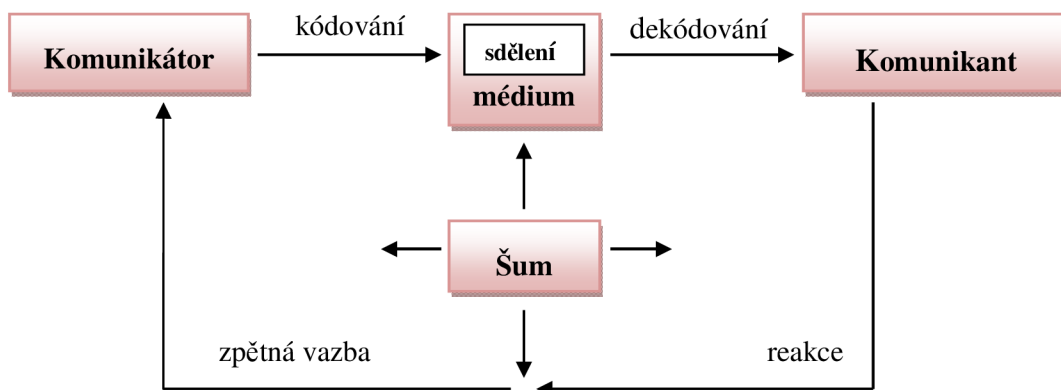 kódování
dekódování
Komunikátor
sdělení
médium
Komunikant
Šum
zpětná vazba
reakce